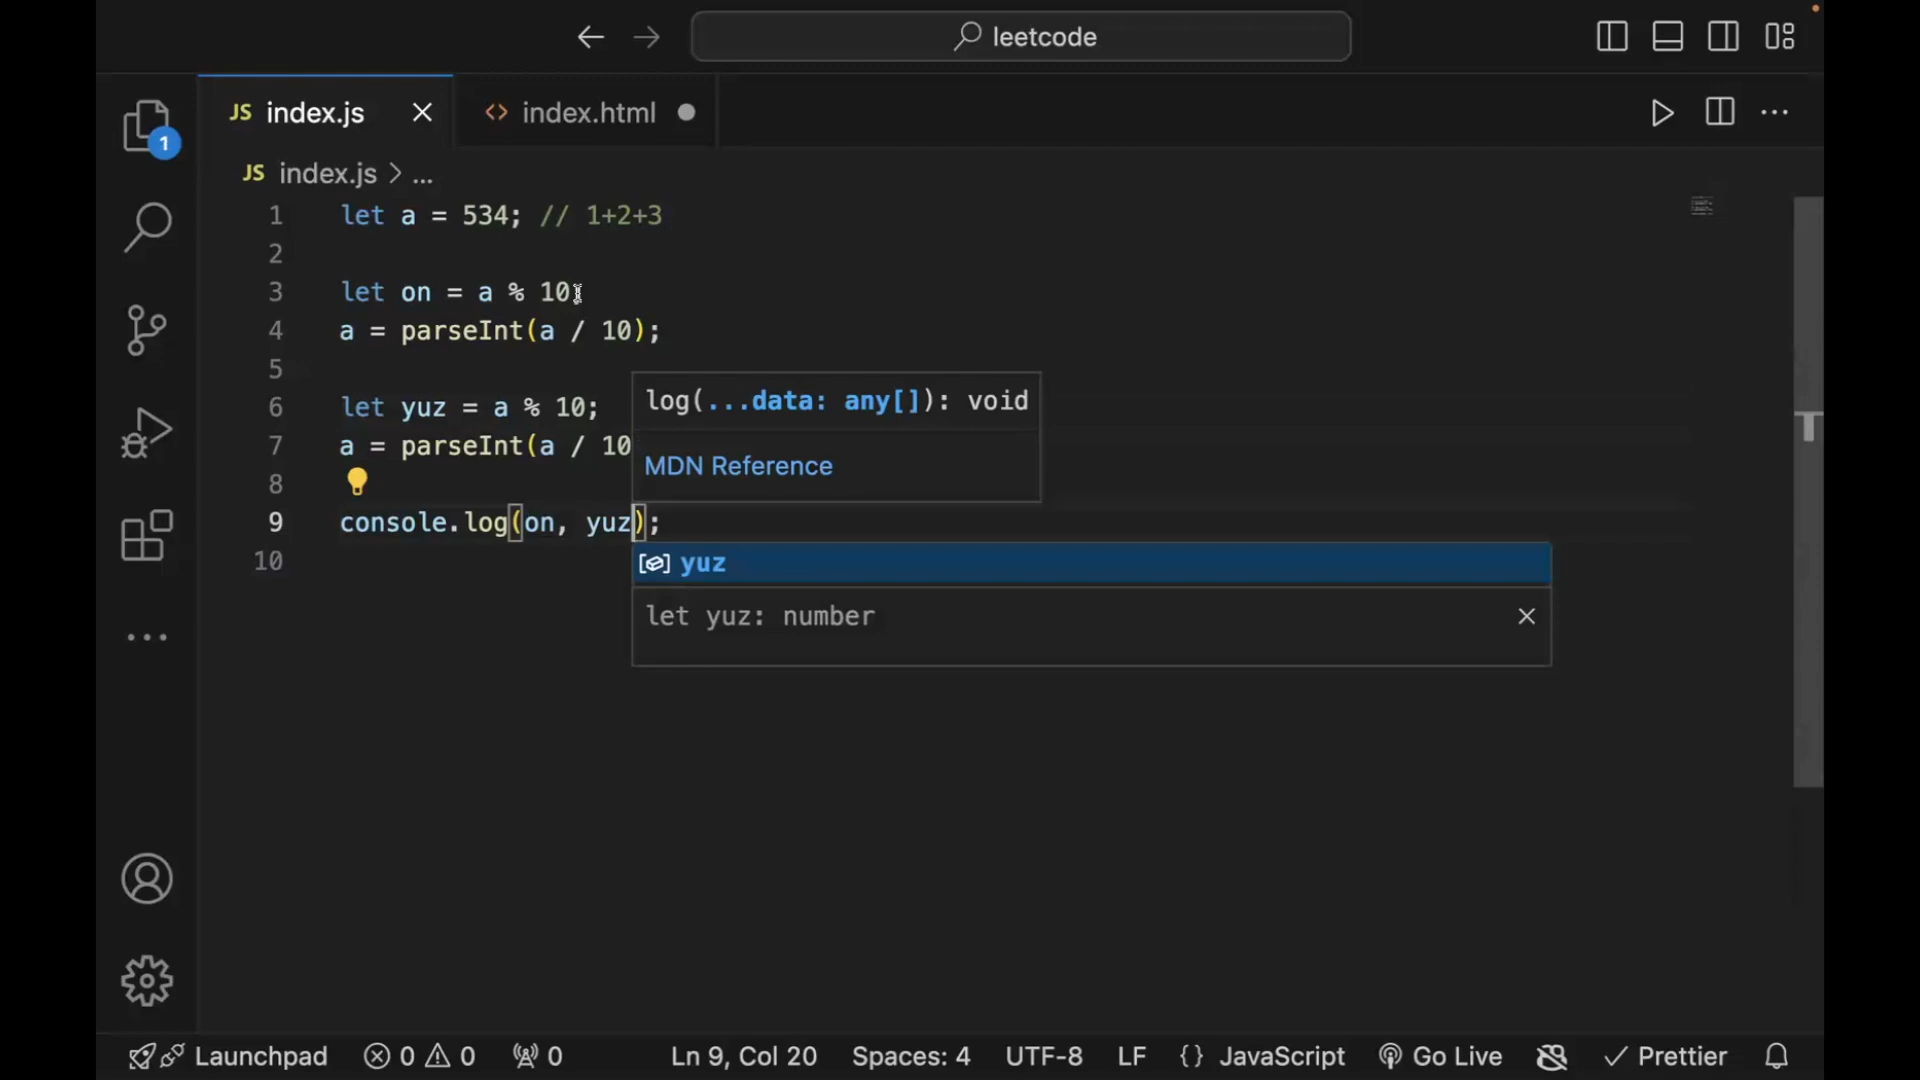 leetcode
JS index.js
<> index.html
1
JS index.js > ...
1 let a = 534; // 1+2+3
2
3 let on = a % 10;
4 a = parseInt(a / 10);
5
6 let yuz = a % 10;
7 a = parseInt(a / 10
8
9 console.log(on, yuz);
10
log(...data: any[]): void
MDN Reference
yuz
let yuz: number
Launchpad 0 0 0 Ln 9, Col 20 Spaces: 4 UTF-8 LF {} JavaScript Go Live Prettier